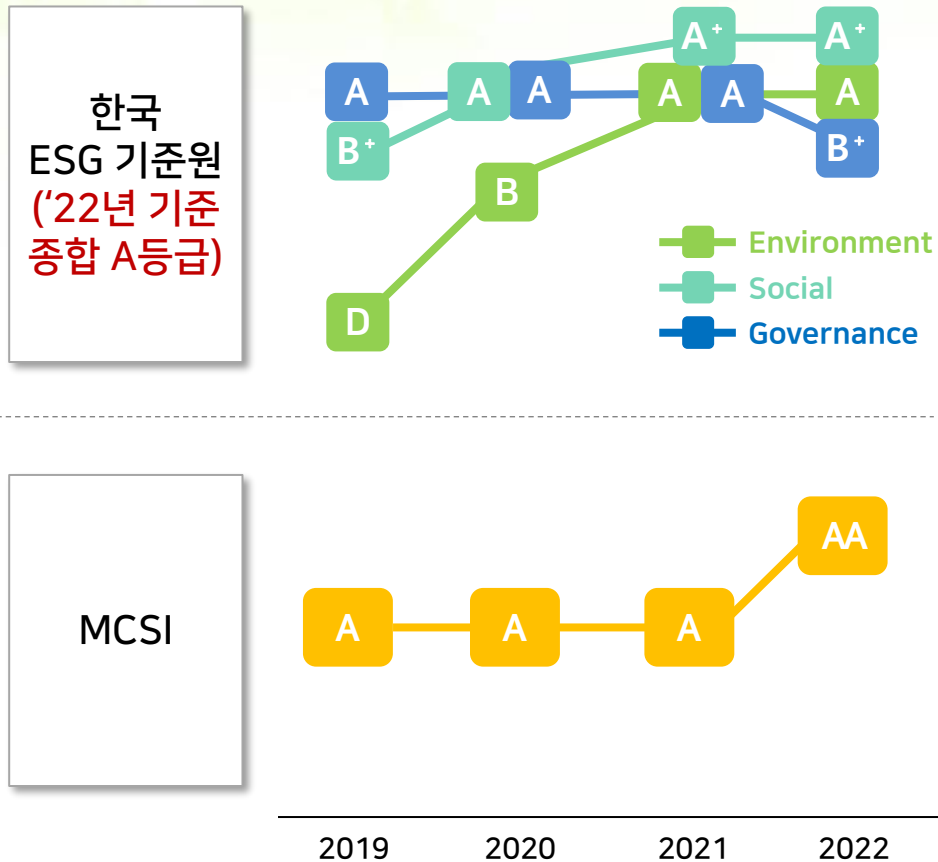 한국
ESG 기준원
(‘22년 기준
종합 A등급)
A A A A+ A+
B+ A A A
B B+
D
Environment
Social
Governance
MCSI
AA
A A A
2019 2020 2021 2022